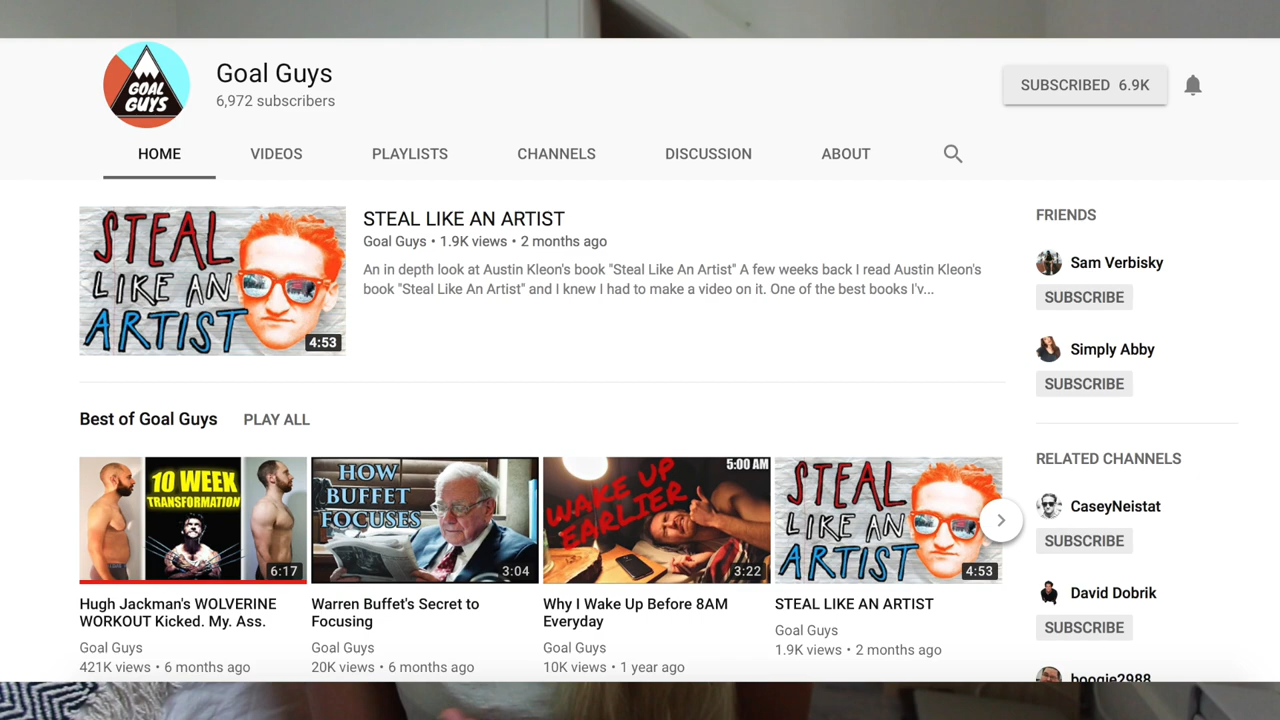 GOAL
GUYS
Goal Guys
6,972 subscribers
SUBSCRIBED 6.9K
HOME
VIDEOS
PLAYLISTS
CHANNELS
DISCUSSION
ABOUT
STEAL
LIKE AN
ARTIST
4:53
STEAL LIKE AN ARTIST
Goal Guys • 1.9K views • 2 months ago
An in depth look at Austin Kleon's book "Steal Like An Artist" A few weeks back I read Austin Kleon's
book "Steal Like An Artist" and I knew I had to make a video on it. One of the best books I'v...
FRIENDS
Sam Verbisky
SUBSCRIBE
Simply Abby
SUBSCRIBE
Best of Goal Guys
PLAY ALL
10 WEEK
TRANSFORMATION
6:17
Hugh Jackman's WOLVERINE
WORKOUT Kicked. My. Ass.
Goal Guys
421K views • 6 months ago
HOW
BUFFET
FOCUSES
3:04
Warren Buffet's Secret to
Focusing
Goal Guys
20K views • 6 months ago
5:00 AM
WAKE UP
EARLIER
3:22
Why I Wake Up Before 8AM
Everyday
Goal Guys
10K views • 1 year ago
STEAL
LIKE AN
ARTIST
4:53
STEAL LIKE AN ARTIST
Goal Guys
1.9K views • 2 months ago
RELATED CHANNELS
CaseyNeistat
SUBSCRIBE
David Dobrik
SUBSCRIBE
boogie2988